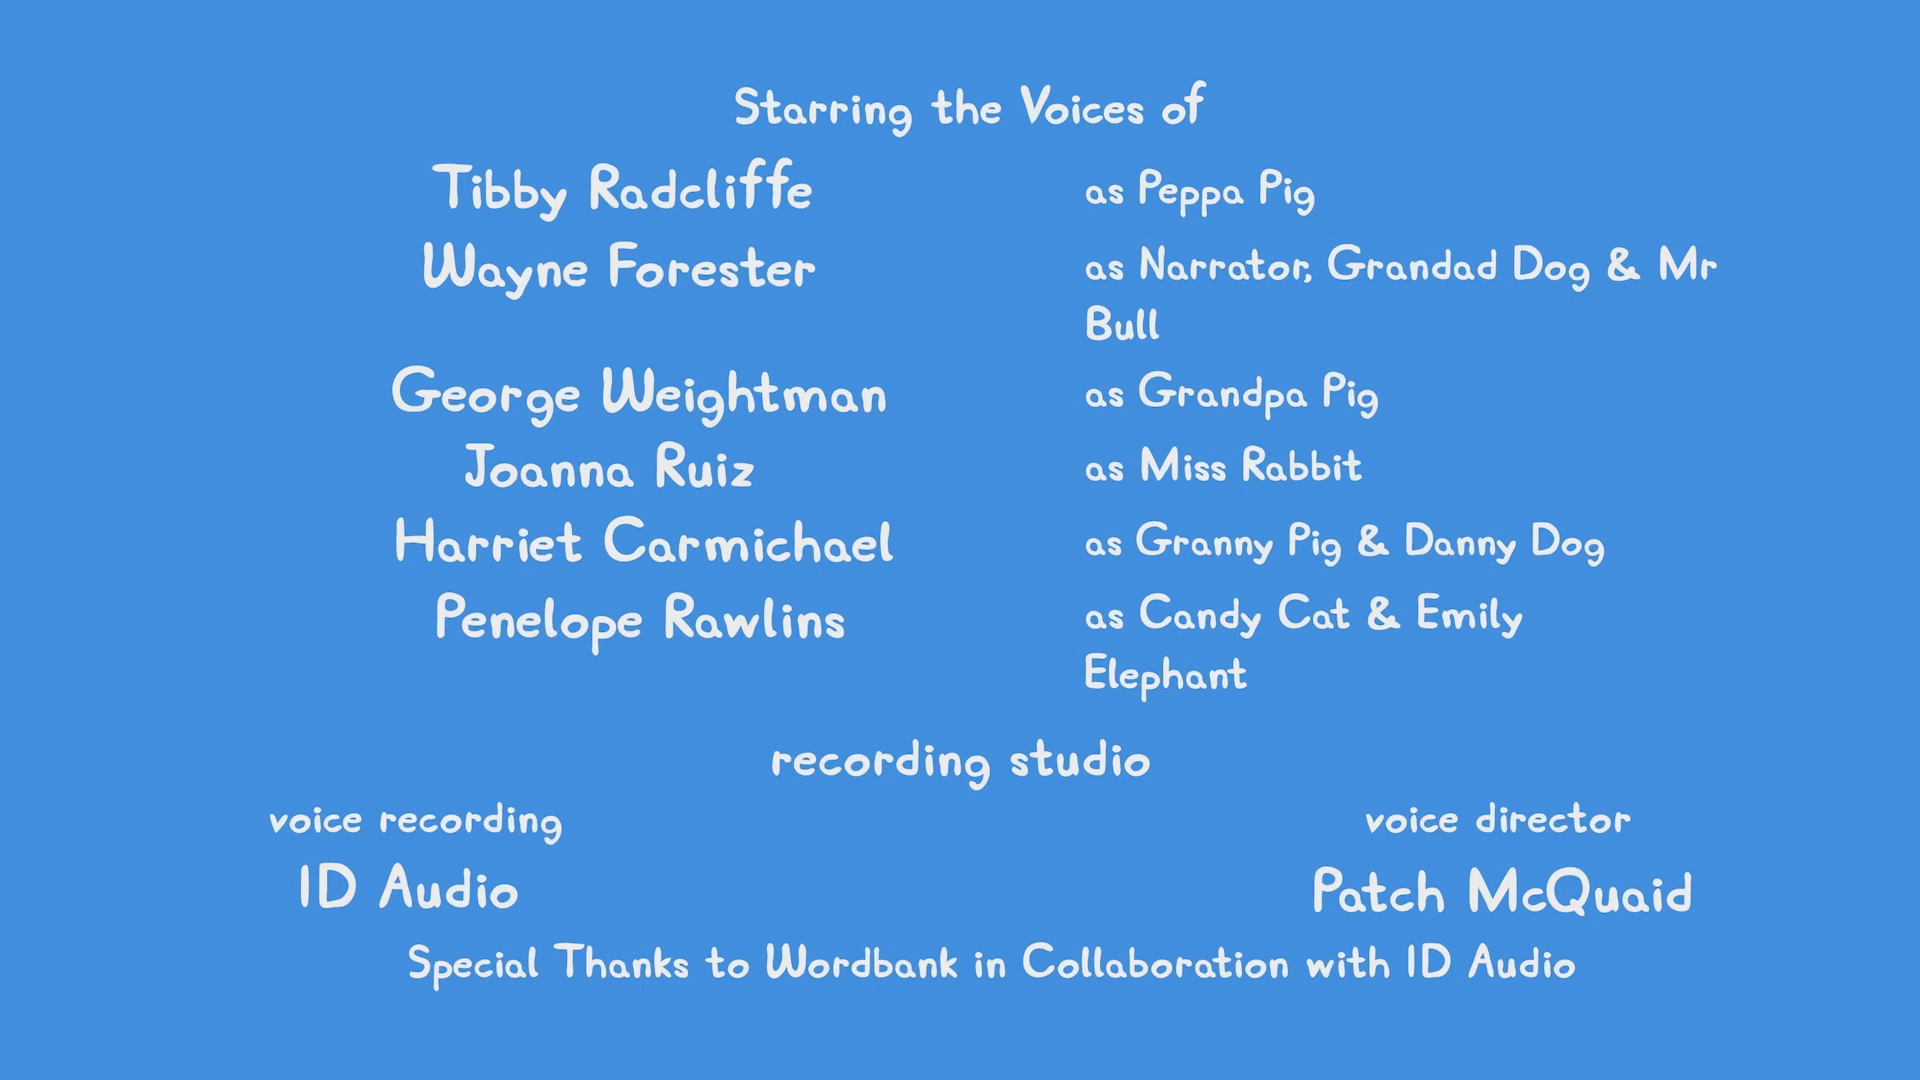 Starring the Voices of
Tibby Radcliffe as Peppa Pig
Wayne Forester as Narrator, Grandad Dog & Mr
Bull
George Weightman as Grandpa Pig
Joanna Ruiz as Miss Rabbit
Harriet Carmichael as Granny Pig & Danny Dog
Penelope Rawlins as Candy Cat & Emily
Elephant
recording studio
voice recording voice director
ID Audio Patch McQuaid
Special Thanks to Wordbank in Collaboration with ID Audio